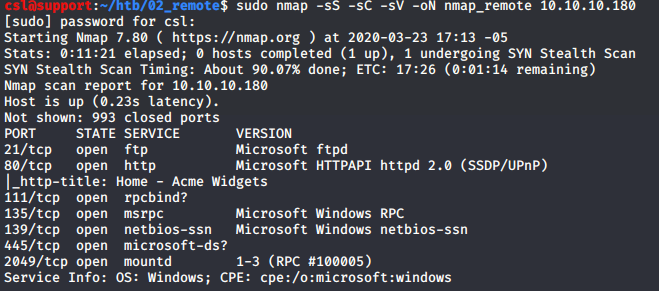 csl@support:~/htb/02_remote$ sudo nmap -sS -sC -sV -oN nmap_remote 10.10.10.180
[sudo] password for csl:
Starting Nmap 7.80 ( https://nmap.org ) at 2020-03-23 17:13 -05
Stats: 0:11:21 elapsed; 0 hosts completed (1 up), 1 undergoing SYN Stealth Scan
SYN Stealth Scan Timing: About 90.07% done; ETC: 17:26 (0:01:14 remaining)
Nmap scan report for 10.10.10.180
Host is up (0.23s latency).
Not shown: 993 closed ports
PORT     STATE SERVICE       VERSION
21/tcp   open  ftp           Microsoft ftpd
80/tcp   open  http          Microsoft HTTPAPI httpd 2.0 (SSDP/UPnP)
|_http-title: Home - Acme Widgets
111/tcp  open  rpcbind?
135/tcp  open  msrpc         Microsoft Windows RPC
139/tcp  open  netbios-ssn   Microsoft Windows netbios-ssn
445/tcp  open  microsoft-ds?
2049/tcp open  mountd        1-3 (RPC #100005)
Service Info: OS: Windows; CPE: cpe:/o:microsoft:windows